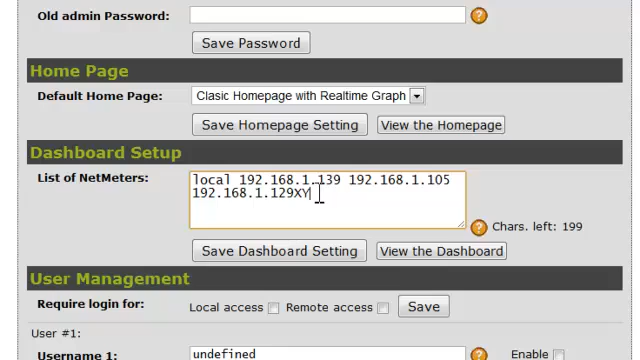 Old admin Password:
Save Password
Home Page
Default Home Page: Clasic Homepage with Realtime Graph
Save Homepage Setting View the Homepage
Dashboard Setup
List of NetMeters: local 192.168.1.139 192.168.1.105
192.168.1.129XY
Chars. left: 199
Save Dashboard Setting View the Dashboard
User Management
Require login for: Local access Remote access Save
User #1:
Username 1: undefined Enable